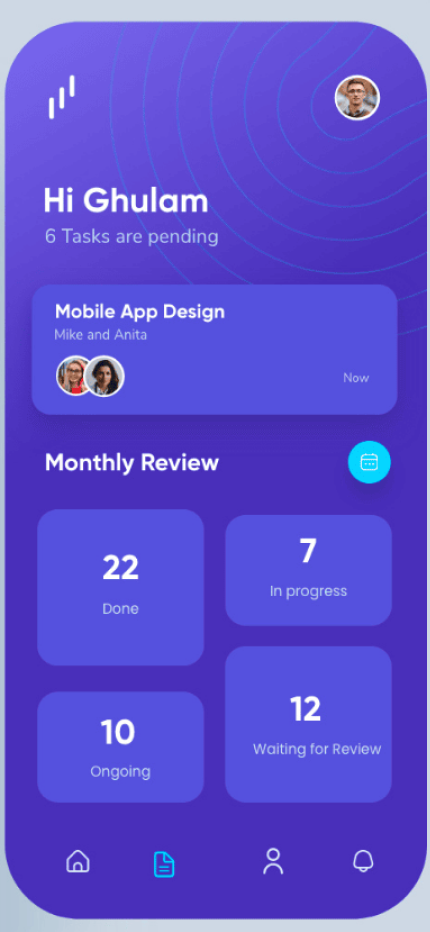 Hi Ghulam
6 Tasks are pending
Mobile App Design
Mike and Anita
Now
Monthly Review
22
Done
7
In progress
10
Ongoing
12
Waiting for Review